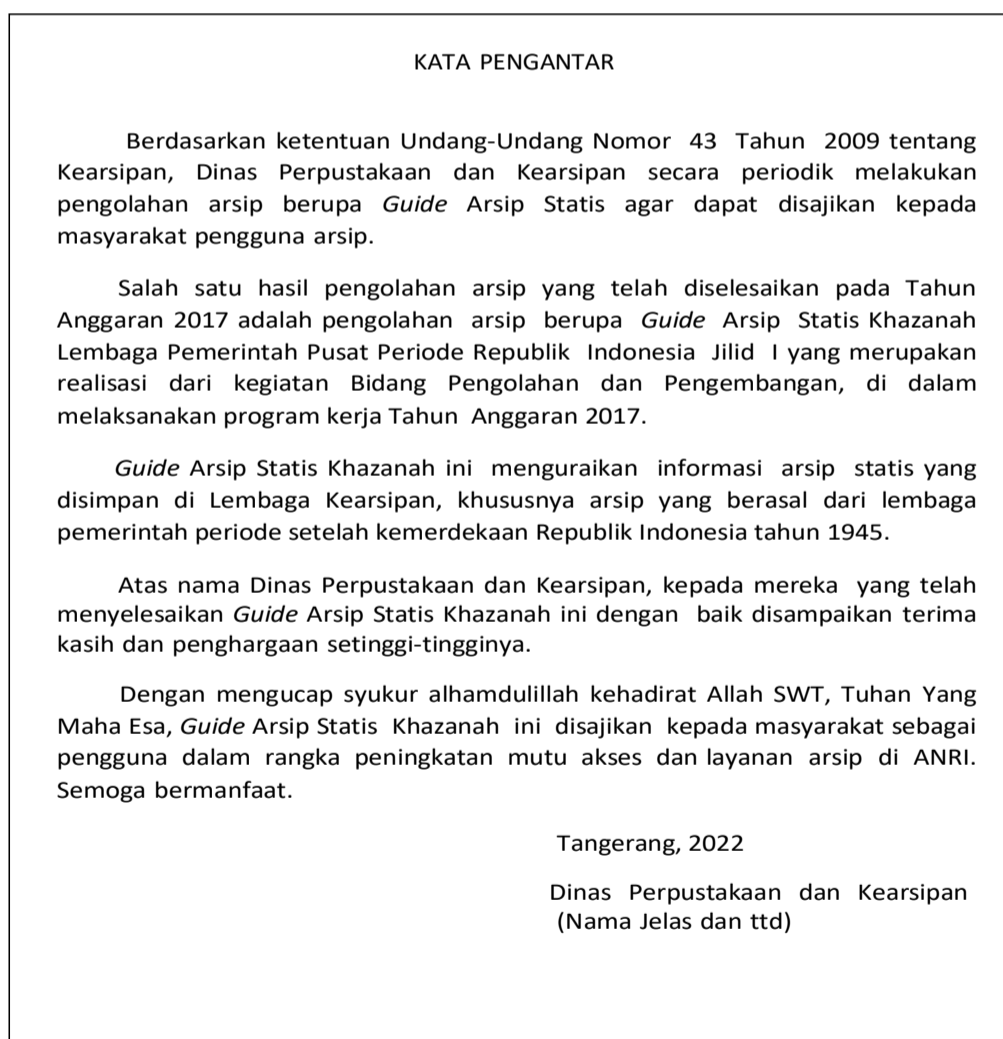 KATA PENGANTAR
Berdasarkan ketentuan Undang-Undang Nomor 43 Tahun 2009 tentang
Kearsipan, Dinas Perpustakaan dan Kearsipan secara periodik melakukan
pengolahan arsip berupa Guide Arsip Statis agar dapat disajikan kepada
masyarakat pengguna arsip.
Salah satu hasil pengolahan arsip yang telah diselesaikan pada Tahun
Anggaran 2017 adalah pengolahan arsip berupa Guide Arsip Statis Khazanah
Lembaga Pemerintah Pusat Periode Republik Indonesia Jilid I yang merupakan
realisasi dari kegiatan Bidang Pengolahan dan Pengembangan, di dalam
melaksanakan program kerja Tahun Anggaran 2017.
Guide Arsip Statis Khazanah ini menguraikan informasi arsip statis yang
disimpan di Lembaga Kearsipan, khususnya arsip yang berasal dari lembaga
pemerintah periode setelah kemerdekaan Republik Indonesia tahun 1945.
Atas nama Dinas Perpustakaan dan Kearsipan, kepada mereka yang telah
menyelesaikan Guide Arsip Statis Khazanah ini dengan baik disampaikan terima
kasih dan penghargaan setinggi-tingginya.
Dengan mengucap syukur alhamdulillah kehadirat Allah SWT, Tuhan Yang
Maha Esa, Guide Arsip Statis Khazanah ini disajikan kepada masyarakat sebagai
pengguna dalam rangka peningkatan mutu akses dan layanan arsip di ANRI.
Semoga bermanfaat.
Tangerang, 2022
Dinas Perpustakaan dan Kearsipan
(Nama Jelas dan ttd)